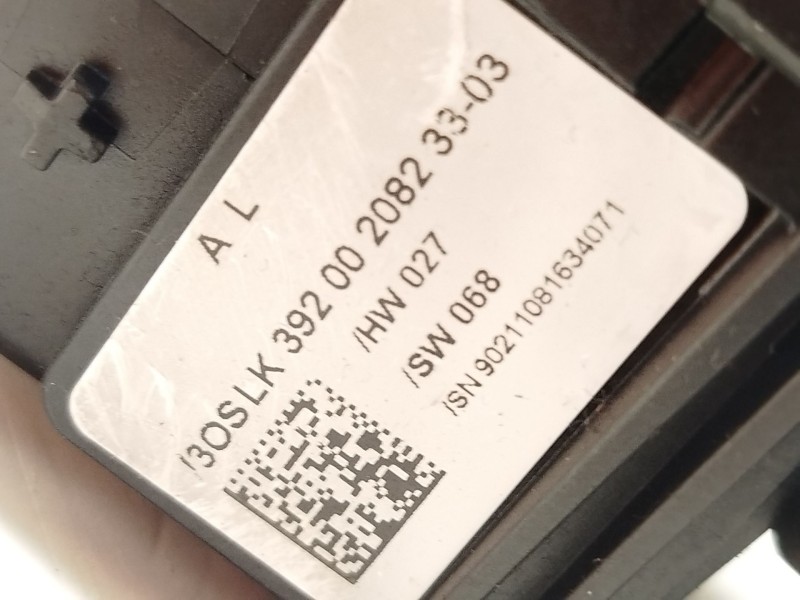 A L
/3OSLK 392 00 2082 33-03
/HW 027
/SW 068
/SN 90211081634071